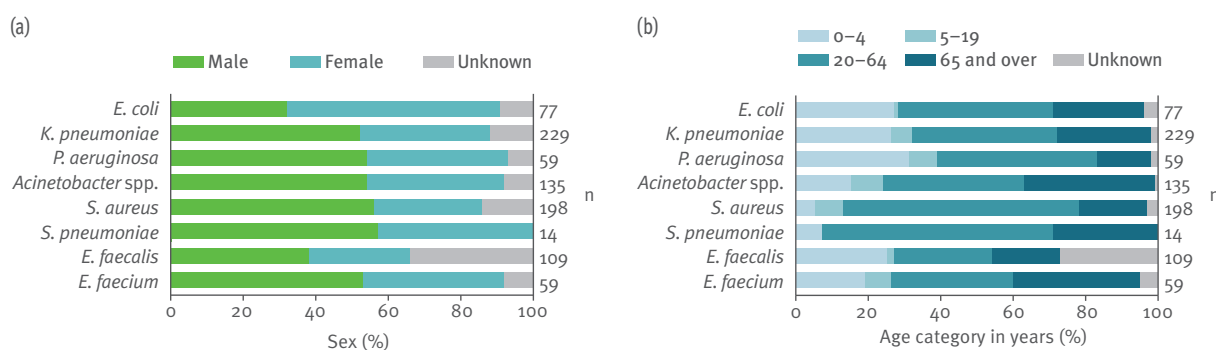 (a)
Male Female Unknown
E. coli 77
K. pneumoniae 229
P. aeruginosa 59
Acinetobacter spp. 135
S. aureus 198
S. pneumoniae 14
E. faecalis 109
E. faecium 59
n
0 20 40 60 80 100
Sex (%)
(b)
0–4 5–19
20–64 65 and over Unknown
E. coli 77
K. pneumoniae 229
P. aeruginosa 59
Acinetobacter spp. 135
S. aureus 198
S. pneumoniae 14
E. faecalis 109
E. faecium 59
n
0 20 40 60 80 100
Age category in years (%)